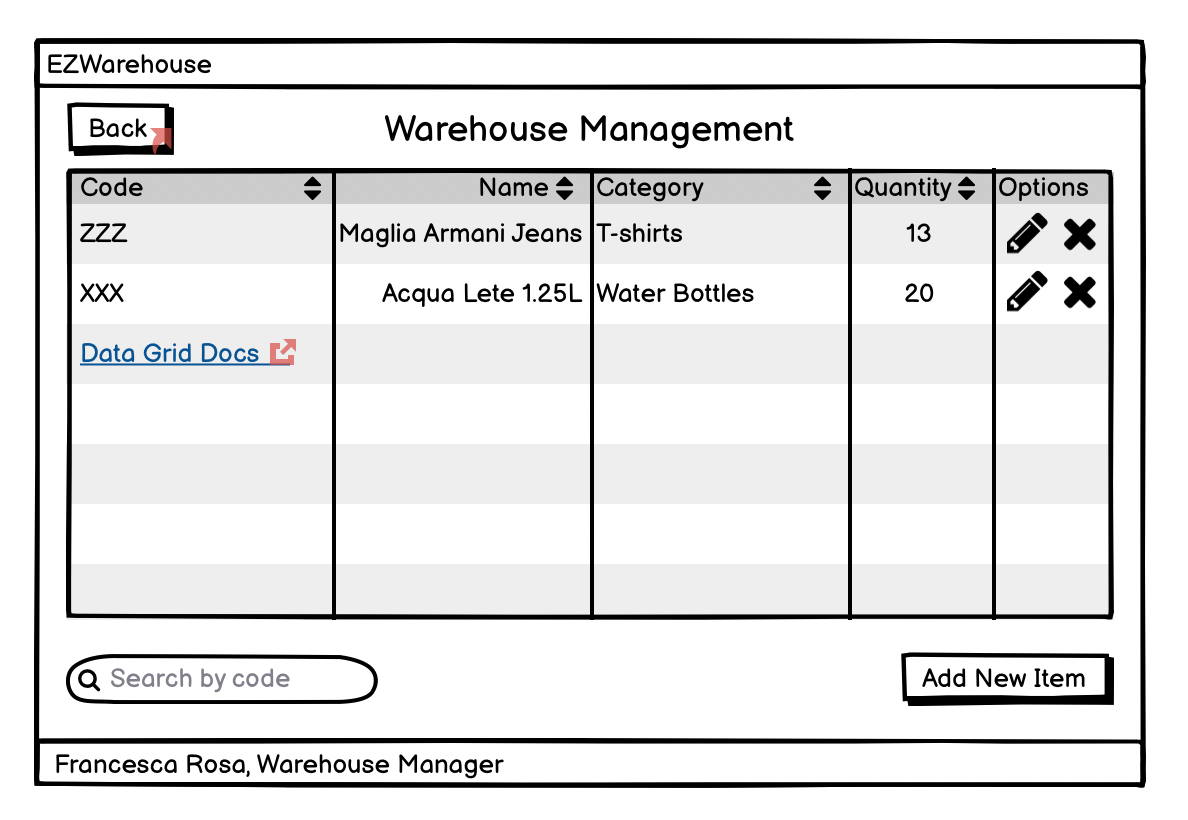 EZWarehouse
Back
Warehouse Management
Code Name Category Quantity Options
ZZZ Maglia Armani Jeans T-shirts 13
XXX Acqua Lete 1.25L Water Bottles 20
Data Grid Docs
Search by code
Add New Item
Francesca Rosa, Warehouse Manager